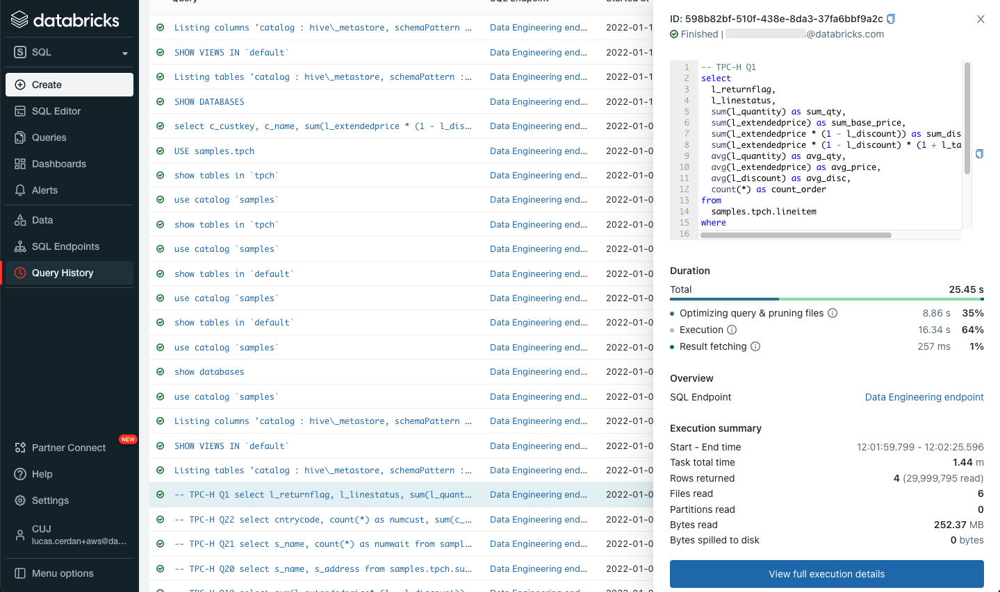 databricks
SQL
Create
SQL Editor
Queries
Dashboards
Alerts
Data
SQL Endpoints
Query History
Partner Connect
NEW
Help
Settings
CUJ
lucas.cerdan+aws@da...
Menu options
Query SQL Endpoint Started at
Listing columns 'catalog : hive\_metastore, schemaPattern ... Data Engineering end... 2022-01-1
SHOW VIEWS IN `default` Data Engineering end... 2022-01-1
Listing tables 'catalog : hive\_metastore, schemaPattern :... Data Engineering end... 2022-01-1
SHOW DATABASES Data Engineering end... 2022-01-1
select c_custkey, c_name, sum(l_extendedprice * (1 - l_dis... Data Engineering end... 2022-01-0
USE samples.tpch Data Engineering end... 2022-01-0
show tables in `tpch` Data Engineering end... 2022-01-0
use catalog `samples` Data Engineering end... 2022-01-0
show tables in `tpch` Data Engineering end... 2022-01-0
use catalog `samples` Data Engineering end... 2022-01-0
show tables in `default` Data Engineering end... 2022-01-0
use catalog `samples` Data Engineering end... 2022-01-0
show tables in `default` Data Engineering end... 2022-01-0
use catalog `samples` Data Engineering end... 2022-01-0
show databases Data Engineering end... 2022-01-0
use catalog `samples` Data Engineering end... 2022-01-0
Listing columns 'catalog : hive\_metastore, schemaPattern ... Data Engineering end... 2022-01-0
SHOW VIEWS IN `default` Data Engineering end... 2022-01-0
Listing tables 'catalog : hive\_metastore, schemaPattern :... Data Engineering end... 2022-01-0
-- TPC-H Q1 select l_returnflag, l_linestatus, sum(l_quant... Data Engineering end... 2022-01-0
-- TPC-H Q22 select cntrycode, count(*) as numcust, sum(c_... Data Engineering end... 2022-01-0
-- TPC-H Q21 select s_name, count(*) as numwait from sampl... Data Engineering end... 2022-01-0
-- TPC-H Q20 select s_name, s_address from samples.tpch.su... Data Engineering end... 2022-01-0
-- TPC-H Q19 select sum(l_extendedprice* (1 - l_discount)) Data Engineering end... 2022-01-0
ID: 598b82bf-510f-438e-8da3-37fa6bbf9a2c
Finished | @databricks.com
1 -- TPC-H Q1
2 select
3 l_returnflag,
4 l_linestatus,
5 sum(l_quantity) as sum_qty,
6 sum(l_extendedprice) as sum_base_price,
7 sum(l_extendedprice * (1 - l_discount)) as sum_dis
8 sum(l_extendedprice * (1 - l_discount) * (1 + l_ta
9 avg(l_quantity) as avg_qty,
10 avg(l_extendedprice) as avg_price,
11 avg(l_discount) as avg_disc,
12 count(*) as count_order
13 from
14 samples.tpch.lineitem
15 where
16
Duration
Total 25.45 s
Optimizing query & pruning files 8.86 s 35%
Execution 16.34 s 64%
Result fetching 257 ms 1%
Overview
SQL Endpoint Data Engineering endpoint
Execution summary
Start - End time 12:01:59.799 - 12:02:25.596
Task total time 1.44 m
Rows returned 4 (29,999,795 read)
Files read 6
Partitions read 0
Bytes read 252.37 MB
Bytes spilled to disk 0 bytes
View full execution details